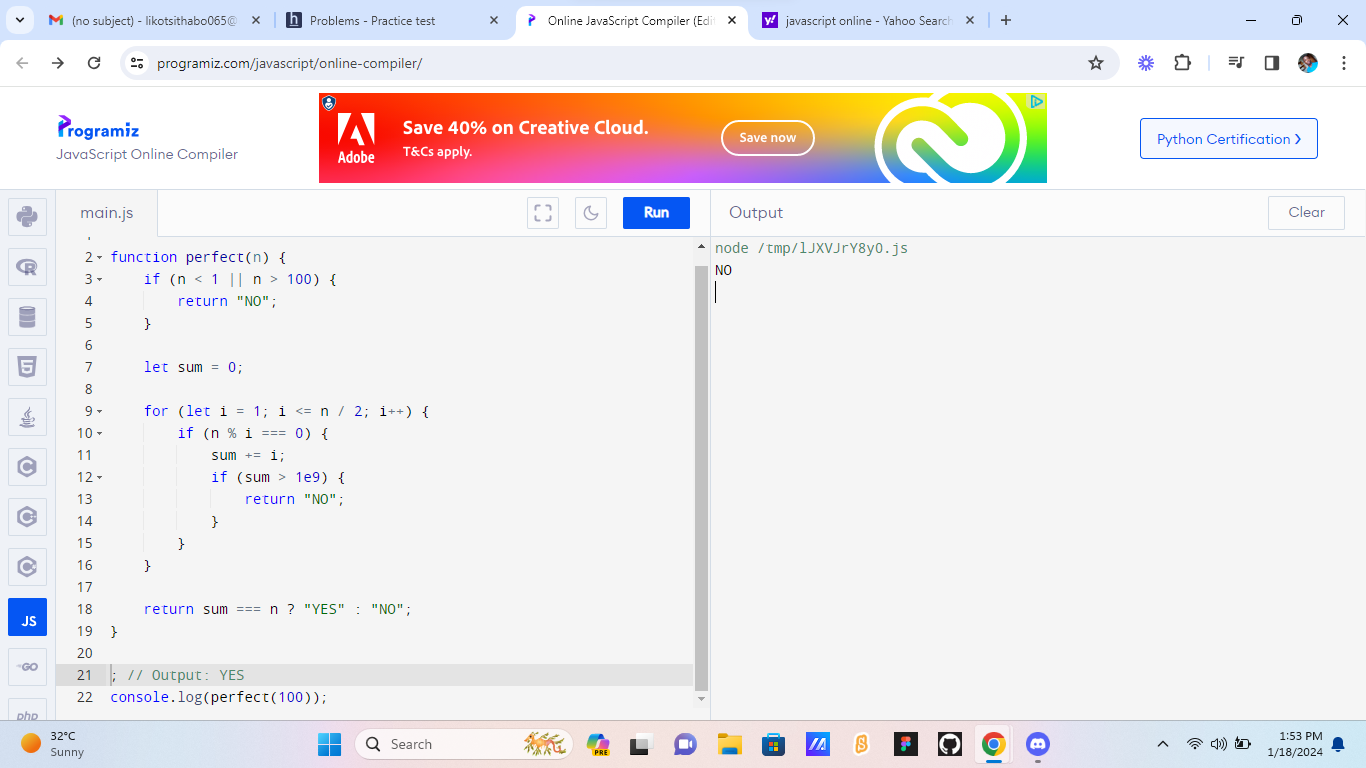 (no subject) - likotsithabo065@
Problems - Practice test
Online JavaScript Compiler (Edit
javascript online - Yahoo Search
programiz.com/javascript/online-compiler/
Programiz
JavaScript Online Compiler
Adobe
Save 40% on Creative Cloud.
T&Cs apply.
Save now
Python Certification
main.js
Run
Output
Clear
2 function perfect(n) {
3 if (n < 1 || n > 100) {
4 return "NO";
5 }
6
7 let sum = 0;
8
9 for (let i = 1; i <= n / 2; i++) {
10 if (n % i === 0) {
11 sum += i;
12 if (sum > 1e9) {
13 return "NO";
14 }
15 }
16 }
17
18 return sum === n ? "YES" : "NO";
19 }
20
21 ; // Output: YES
22 console.log(perfect(100));
node /tmp/lJXVJrY8yO.js
NO
JS
GO
php
32°C
Sunny
Search
PRE
1:53 PM
1/18/2024